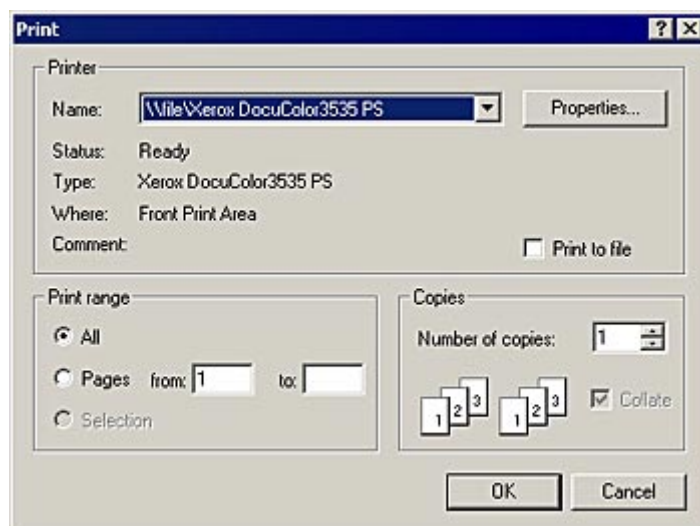 Print
Printer
Name: \\file\Xerox DocuColor3535 PS Properties...
Status: Ready
Type: Xerox DocuColor3535 PS
Where: Front Print Area
Comment: Print to file
Print range
All
Pages from: 1 to:
Selection
Copies
Number of copies: 1
1 2 3 1 2 3 Collate
OK Cancel